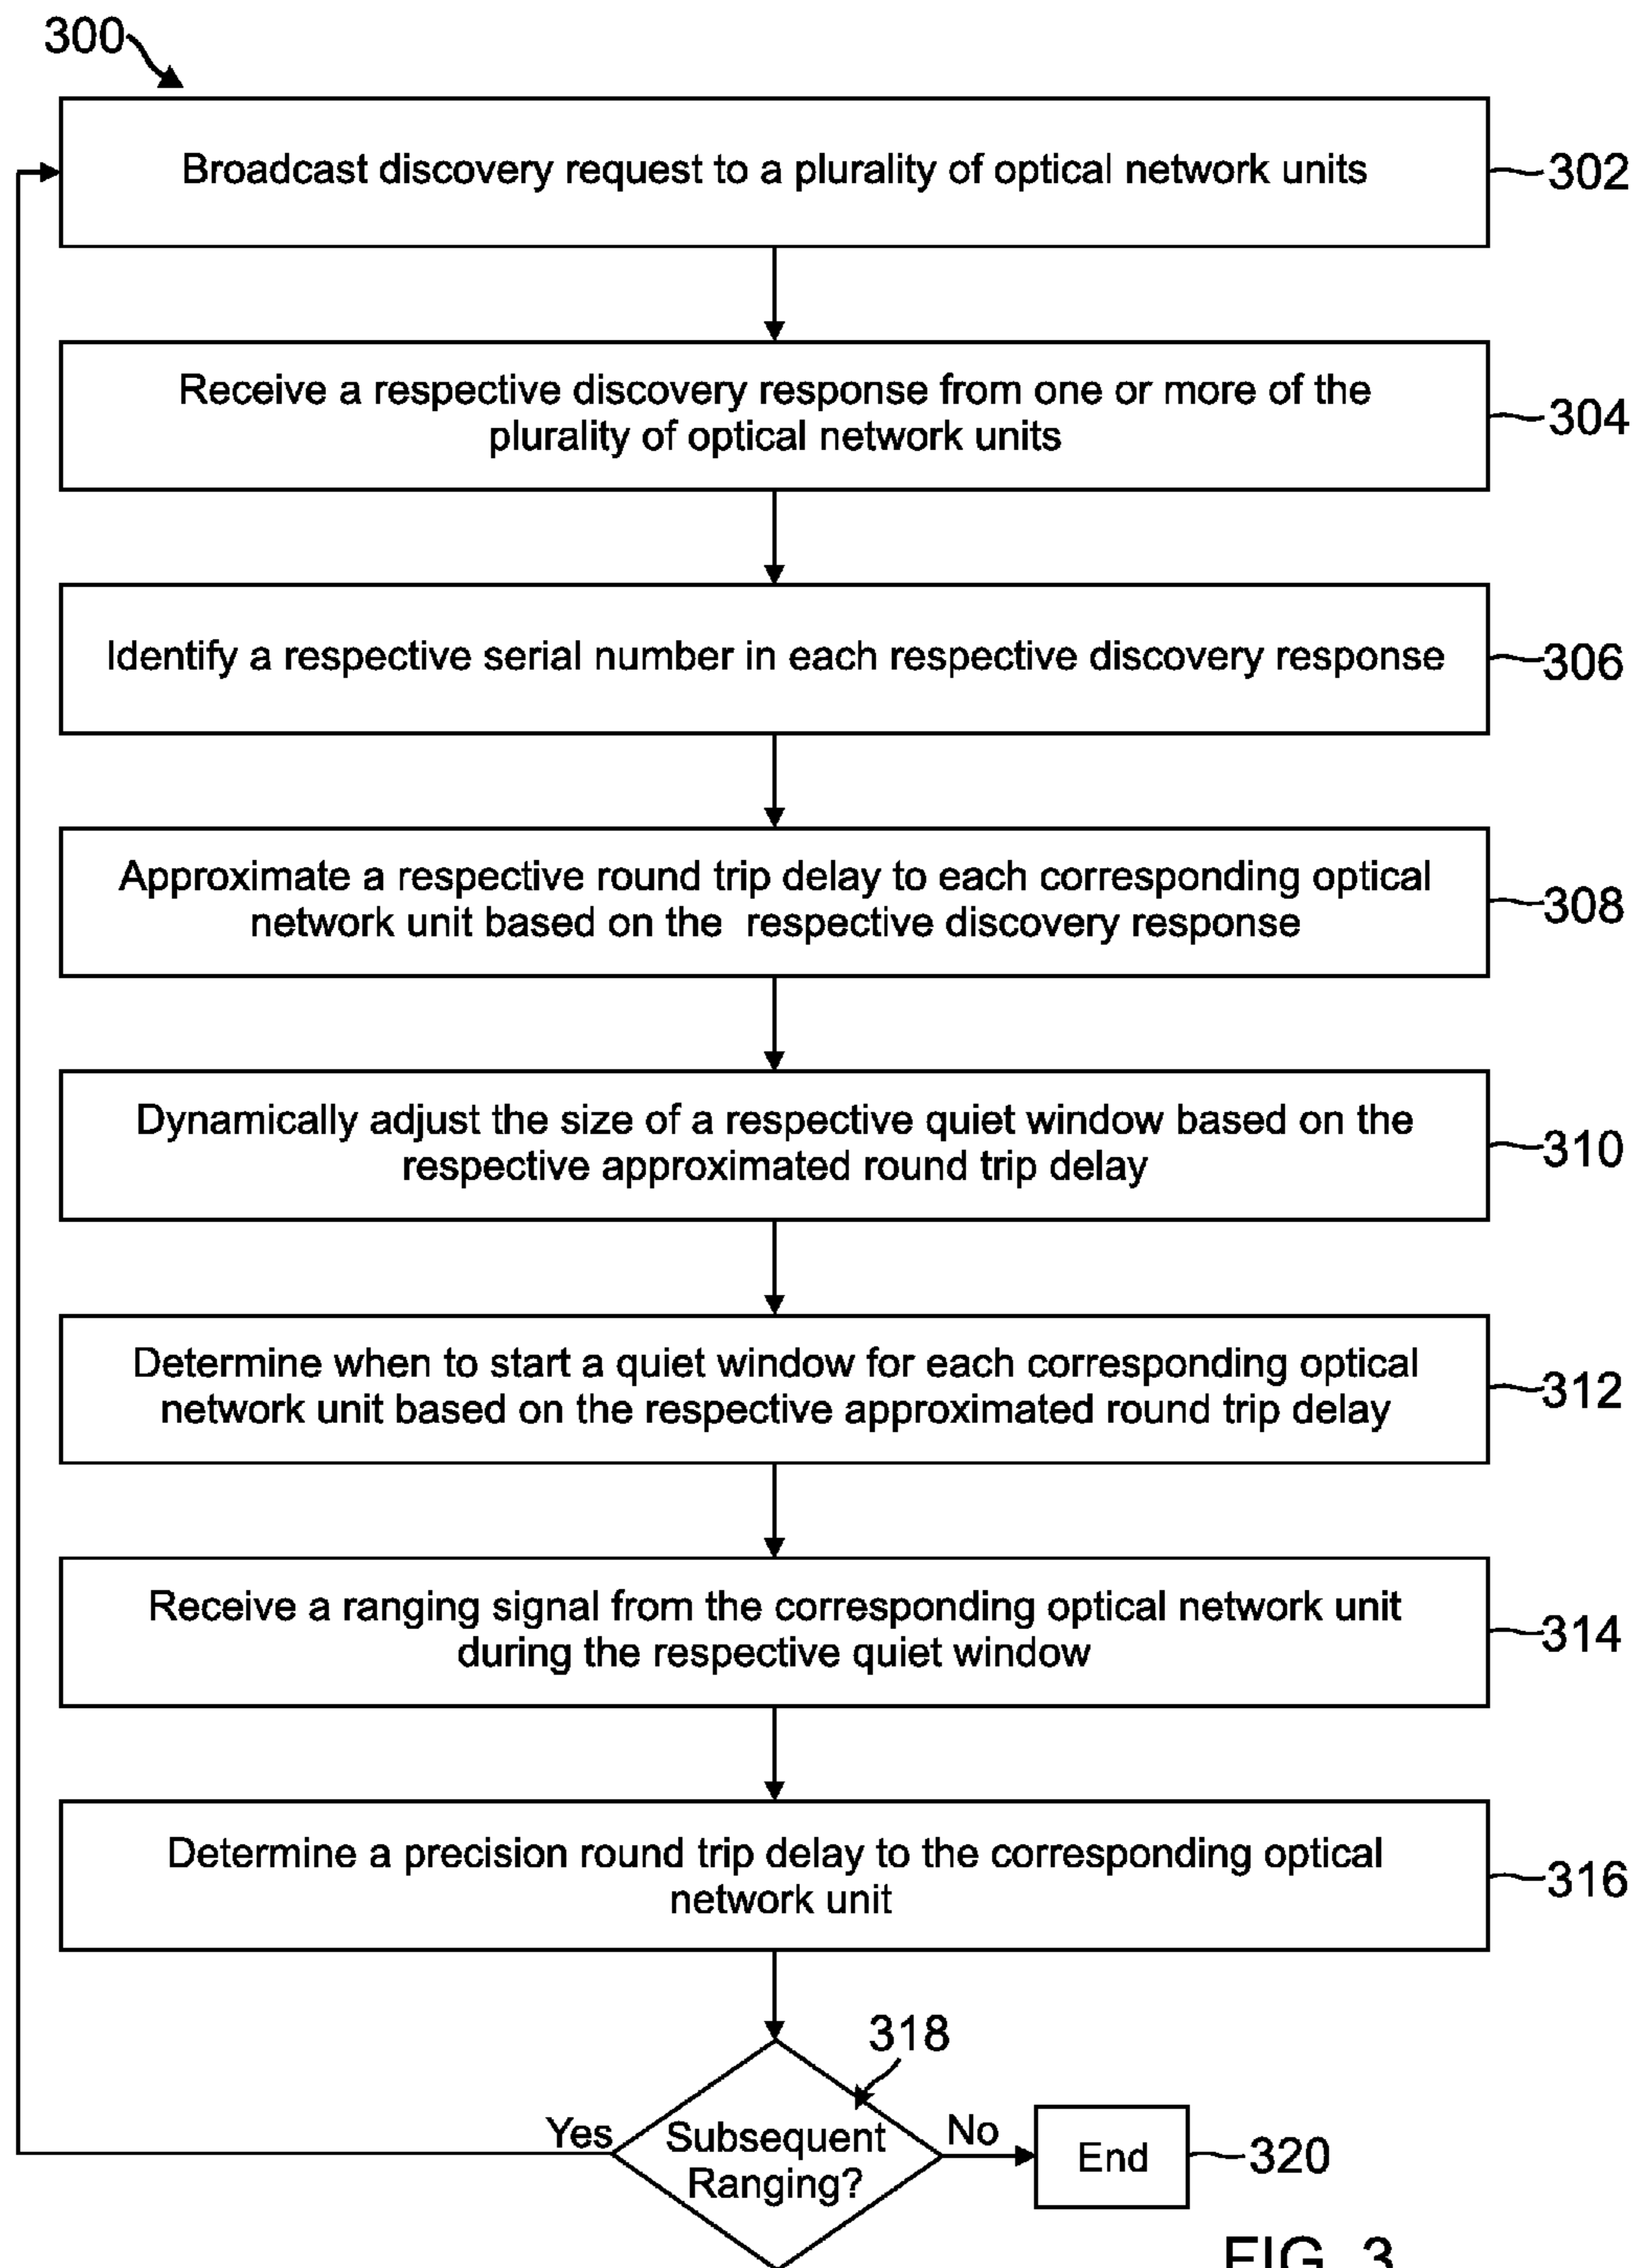 300
Broadcast discovery request to a plurality of optical network units
302
Receive a respective discovery response from one or more of the
plurality of optical network units
304
Identify a respective serial number in each respective discovery response
306
Approximate a respective round trip delay to each corresponding optical
network unit based on the respective discovery response
308
Dynamically adjust the size of a respective quiet window based on the
respective approximated round trip delay
310
Determine when to start a quiet window for each corresponding optical
network unit based on the respective approximated round trip delay
312
Receive a ranging signal from the corresponding optical network unit
during the respective quiet window
314
Determine a precision round trip delay to the corresponding optical
network unit
316
318
Yes
Subsequent
Ranging?
No
End
320
FIG. 3